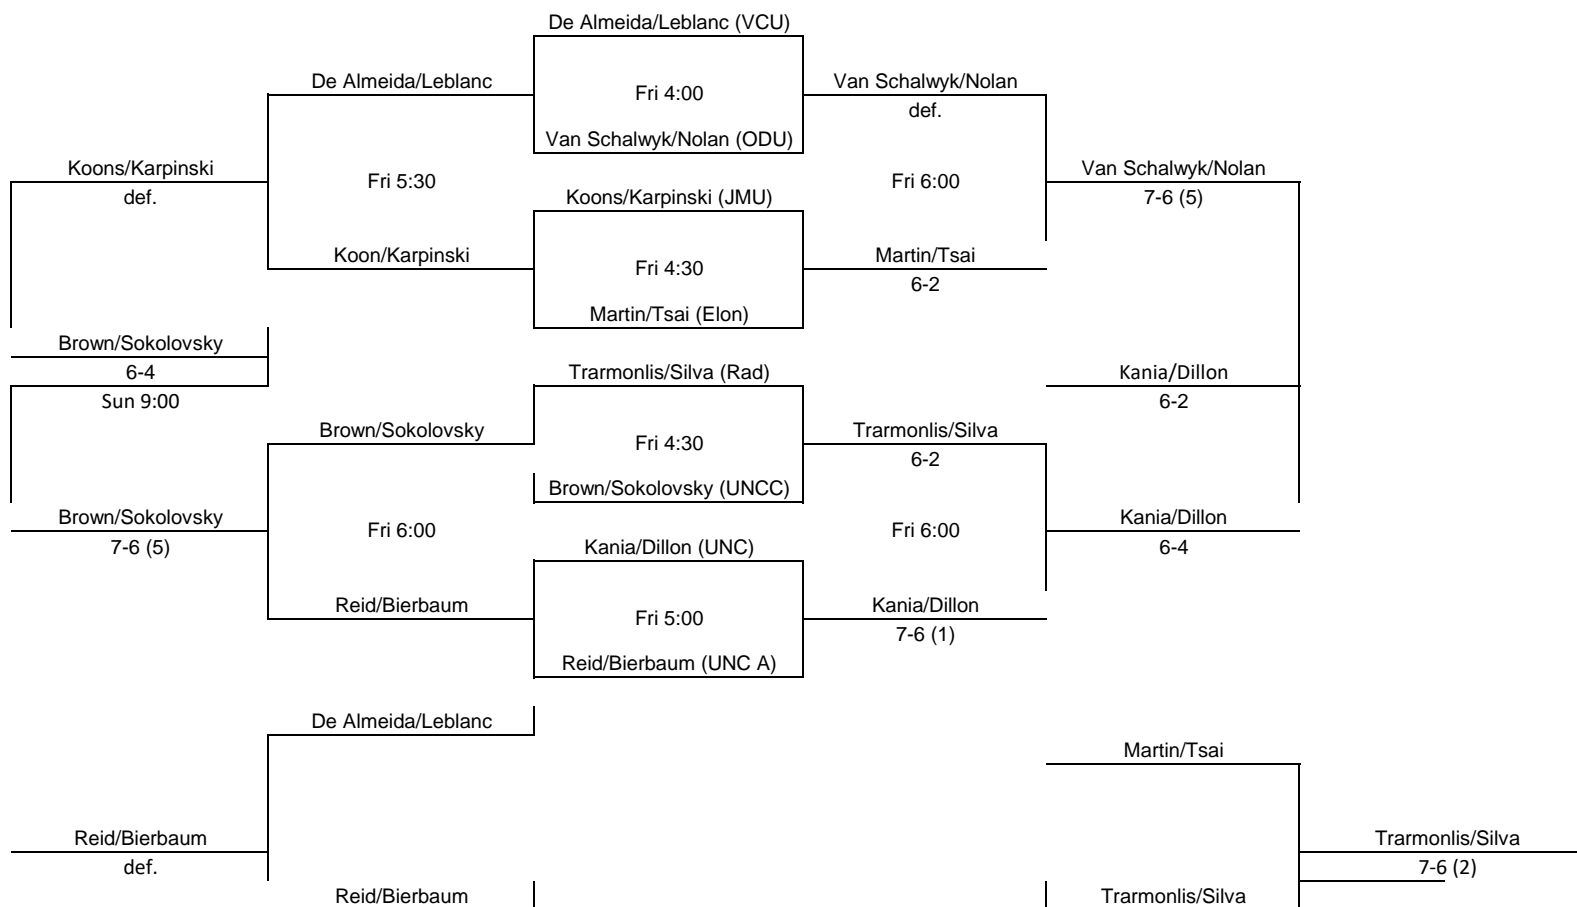 De Almeida/Leblanc (VCU)
De Almeida/Leblanc
Fri 4:00
Van Schalwyk/Nolan
def.
Van Schalwyk/Nolan (ODU)
Koons/Karpinski
def.
Fri 5:30
Fri 6:00
Van Schalwyk/Nolan
7-6 (5)
Koons/Karpinski (JMU)
Koon/Karpinski
Fri 4:30
Martin/Tsai
6-2
Martin/Tsai (Elon)
Brown/Sokolovsky
6-4
Sun 9:00
Trarmonlis/Silva (Rad)
Kania/Dillon
6-2
Brown/Sokolovsky
Fri 4:30
Trarmonlis/Silva
6-2
Brown/Sokolovsky (UNCC)
Brown/Sokolovsky
7-6 (5)
Fri 6:00
Fri 6:00
Kania/Dillon
6-4
Kania/Dillon (UNC)
Reid/Bierbaum
Fri 5:00
Kania/Dillon
7-6 (1)
Reid/Bierbaum (UNC A)
De Almeida/Leblanc
Martin/Tsai
Reid/Bierbaum
def.
Trarmonlis/Silva
7-6 (2)
Reid/Bierbaum
Trarmonlis/Silva